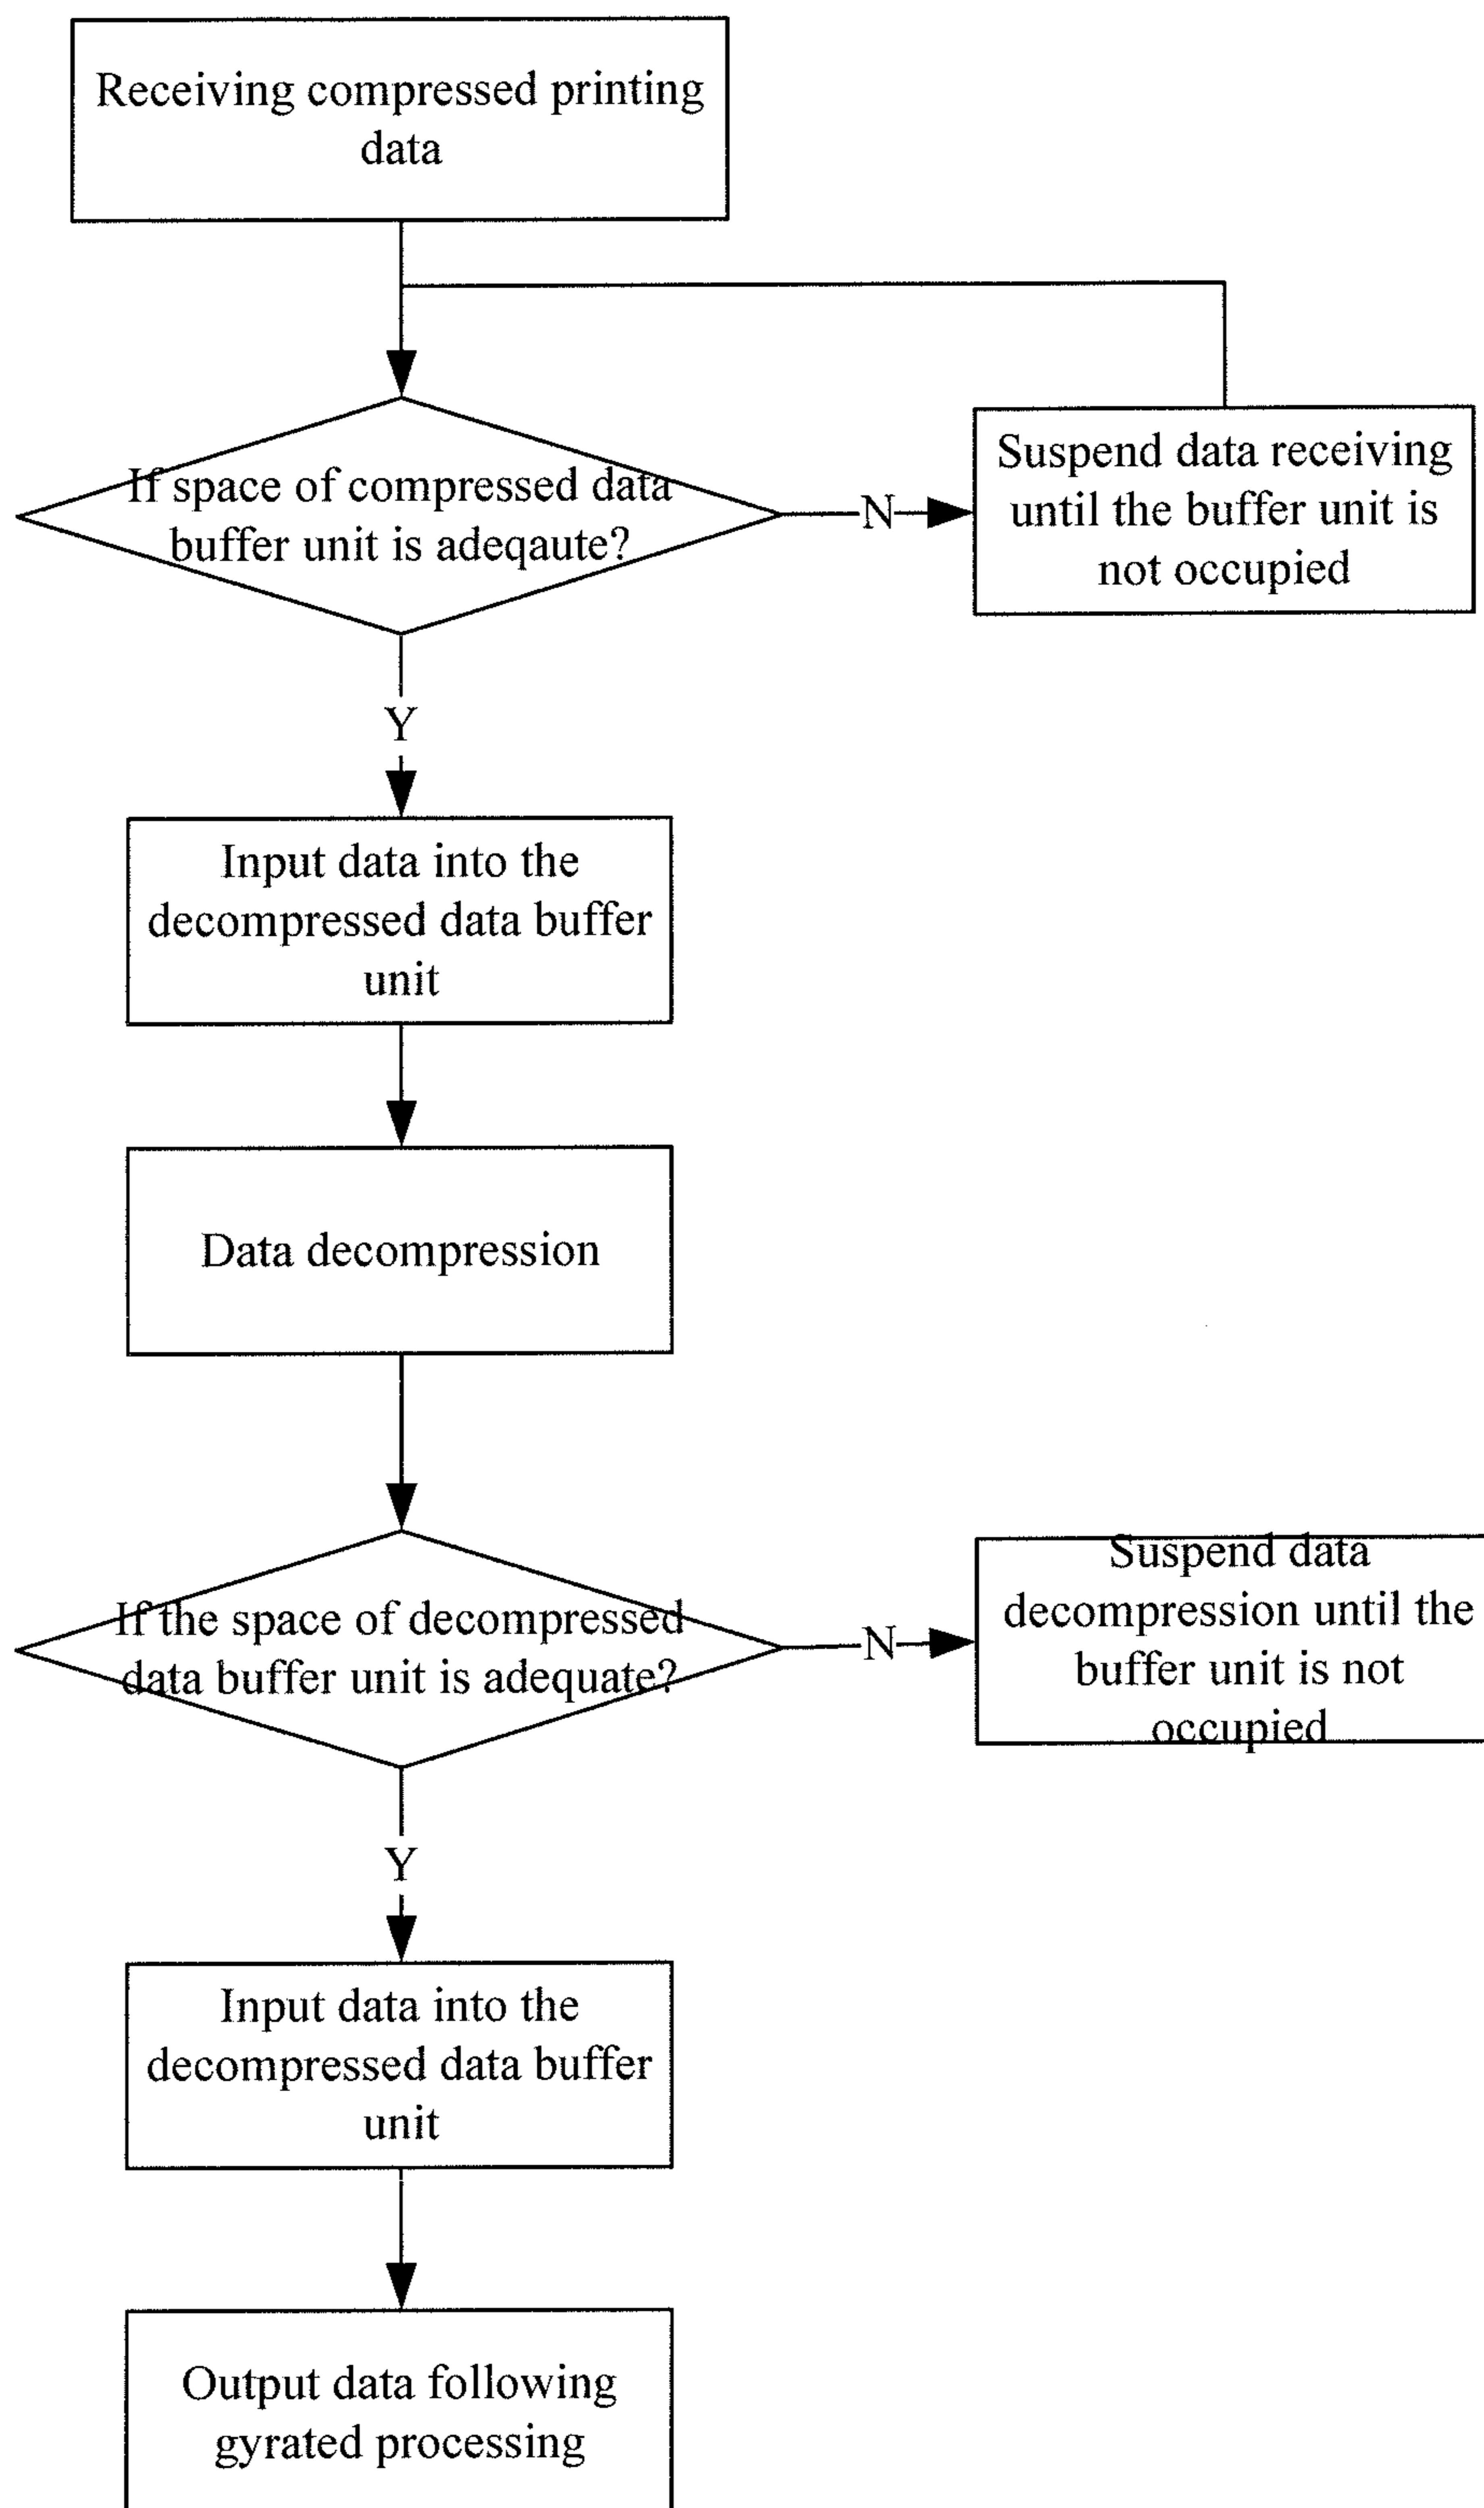 Receiving compressed printing
data
If space of compressed data
buffer unit is adeqaute?
N
Suspend data receiving
until the buffer unit is
not occupied
Y
Input data into the
decompressed data buffer
unit
Data decompression
If the space of decompressed
data buffer unit is adequate?
N
Suspend data
decompression until the
buffer unit is not
occupied
Y
Input data into the
decompressed data buffer
unit
Output data following
gyrated processing